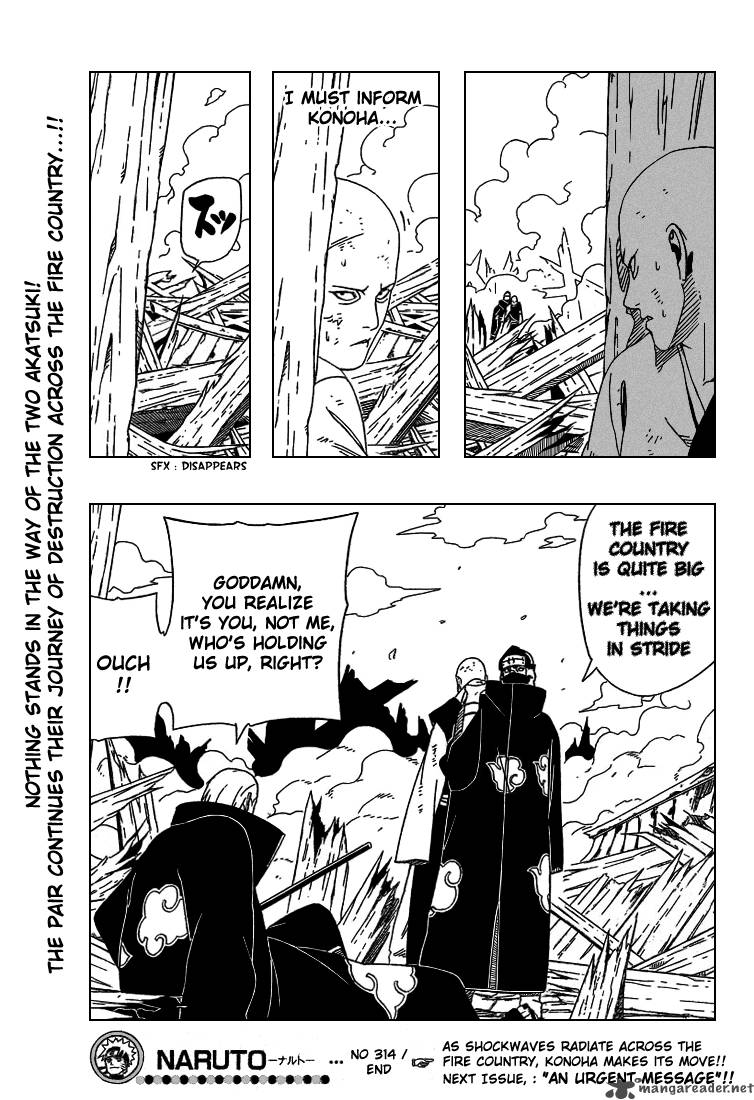 I MUST INFORM
KONOHA...
ズッ
SFX : DISAPPEARS
THE FIRE
COUNTRY
IS QUITE BIG
...
WE'RE TAKING
THINGS
IN STRIDE
GODDAMN,
YOU REALIZE
IT'S YOU, NOT ME,
WHO'S HOLDING
US UP, RIGHT?
OUCH
!!
NOTHING STANDS IN THE WAY OF THE TWO AKATSUKI!
THE PAIR CONTINUES THEIR JOURNEY OF DESTRUCTION ACROSS THE FIRE COUNTRY...!!
NARUTO —ナルト— ...
NO 314 /
END
☞
AS SHOCKWAVES RADIATE ACROSS THE
FIRE COUNTRY, KONOHA MAKES ITS MOVE!!
NEXT ISSUE, : "AN URGENT MESSAGE"!!
mangareader.net